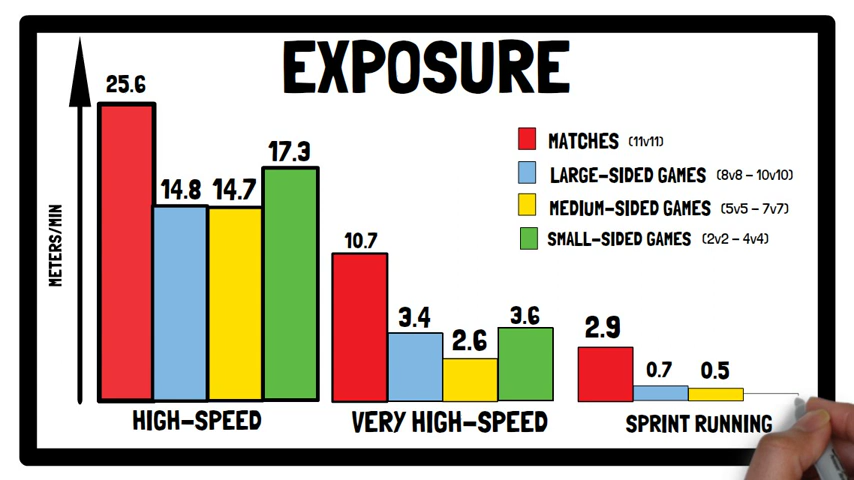 EXPOSURE
25.6
14.8
14.7
17.3
10.7
3.4
2.6
3.6
2.9
0.7
0.5
METERS/MIN
MATCHES (11v11)
LARGE-SIDED GAMES (8v8 – 10v10)
MEDIUM-SIDED GAMES (5v5 – 7v7)
SMALL-SIDED GAMES (2v2 – 4v4)
HIGH-SPEED
VERY HIGH-SPEED
SPRINT RUNNING